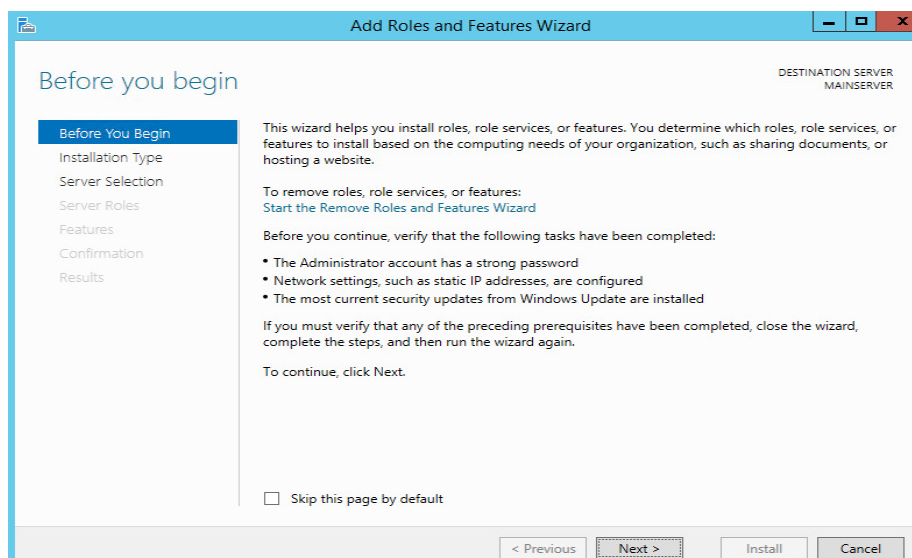 Add Roles and Features Wizard
Before you begin
DESTINATION SERVER
MAINSERVER
Before You Begin
Installation Type
Server Selection
Server Roles
Features
Confirmation
Results
This wizard helps you install roles, role services, or features. You determine which roles, role services, or
features to install based on the computing needs of your organization, such as sharing documents, or
hosting a website.
To remove roles, role services, or features:
Start the Remove Roles and Features Wizard
Before you continue, verify that the following tasks have been completed:
• The Administrator account has a strong password
• Network settings, such as static IP addresses, are configured
• The most current security updates from Windows Update are installed
If you must verify that any of the preceding prerequisites have been completed, close the wizard,
complete the steps, and then run the wizard again.
To continue, click Next.
Skip this page by default
< Previous
Next >
Install
Cancel